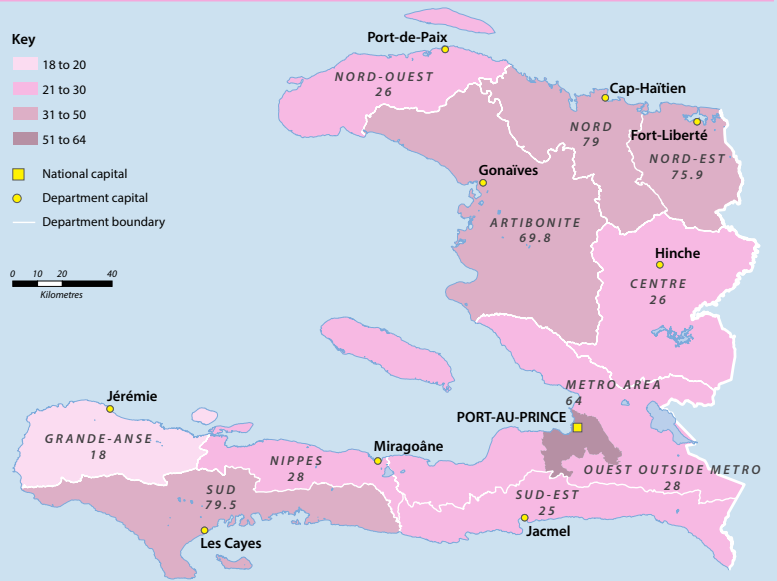 Key
18 to 20
21 to 30
31 to 50
51 to 64
National capital
Department capital
Department boundary
0 10 20 40
Kilometres
Port-de-Paix
NORD-OUEST
26
Cap-Haïtien
NORD
79
Fort-Liberté
NORD-EST
75.9
Gonaïves
ARTIBONITE
69.8
Hinche
CENTRE
26
METRO AREA
64
PORT-AU-PRINCE
OUEST OUTSIDE METRO
28
Jérémie
GRANDE-ANSE
18
Miragoâne
NIPPES
28
SUD
79.5
Les Cayes
SUD-EST
25
Jacmel